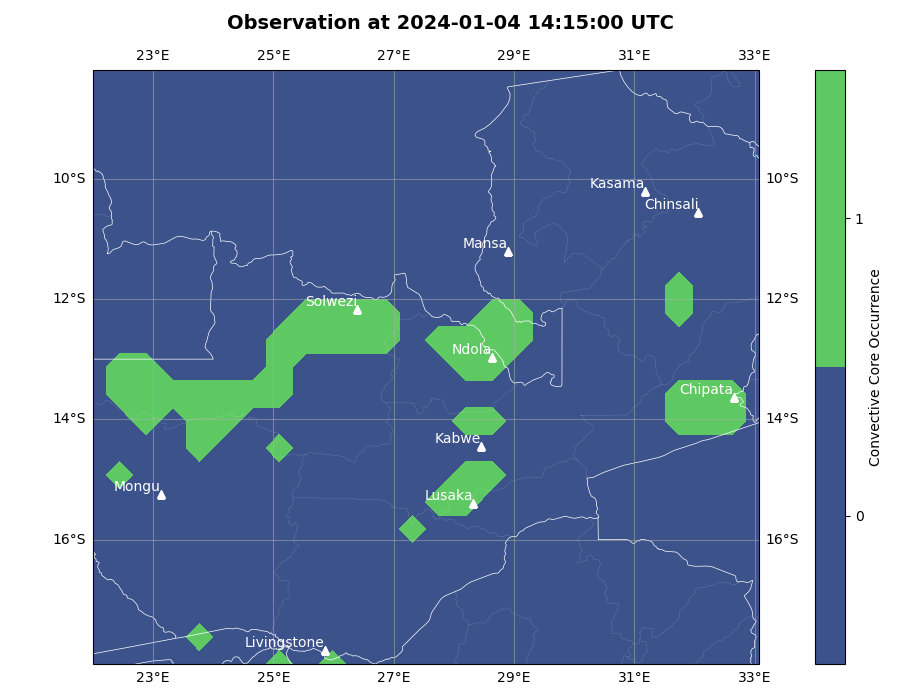 Observation at 2024-01-04 14:15:00 UTC
23°E 25°E 27°E 29°E 31°E 33°E
10°S 10°S
Kasama
Chinsali
Mansa
12°S 12°S
Solwezi
1
Ndola
Chipata
14°S 14°S
Kabwe
Mongu
Lusaka
0
16°S 16°S
Livingstone
23°E 25°E 27°E 29°E 31°E 33°E
Convective Core Occurrence